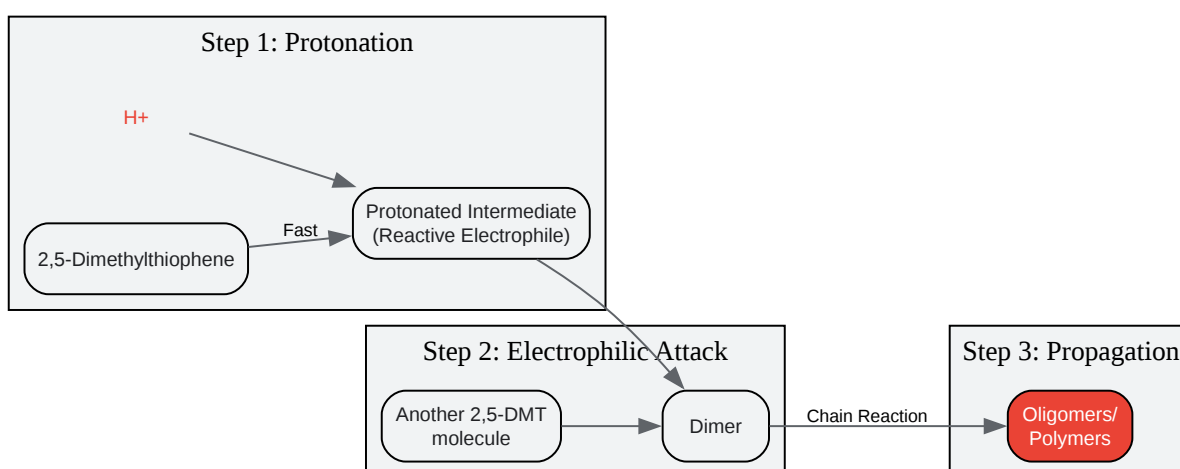 Step 1: Protonation
H+
2,5-Dimethylthiophene
Fast
Protonated Intermediate
(Reactive Electrophile)
Step 2: Electrophilic Attack
Another 2,5-DMT
molecule
Dimer
Chain Reaction
Step 3: Propagation
Oligomers/
Polymers